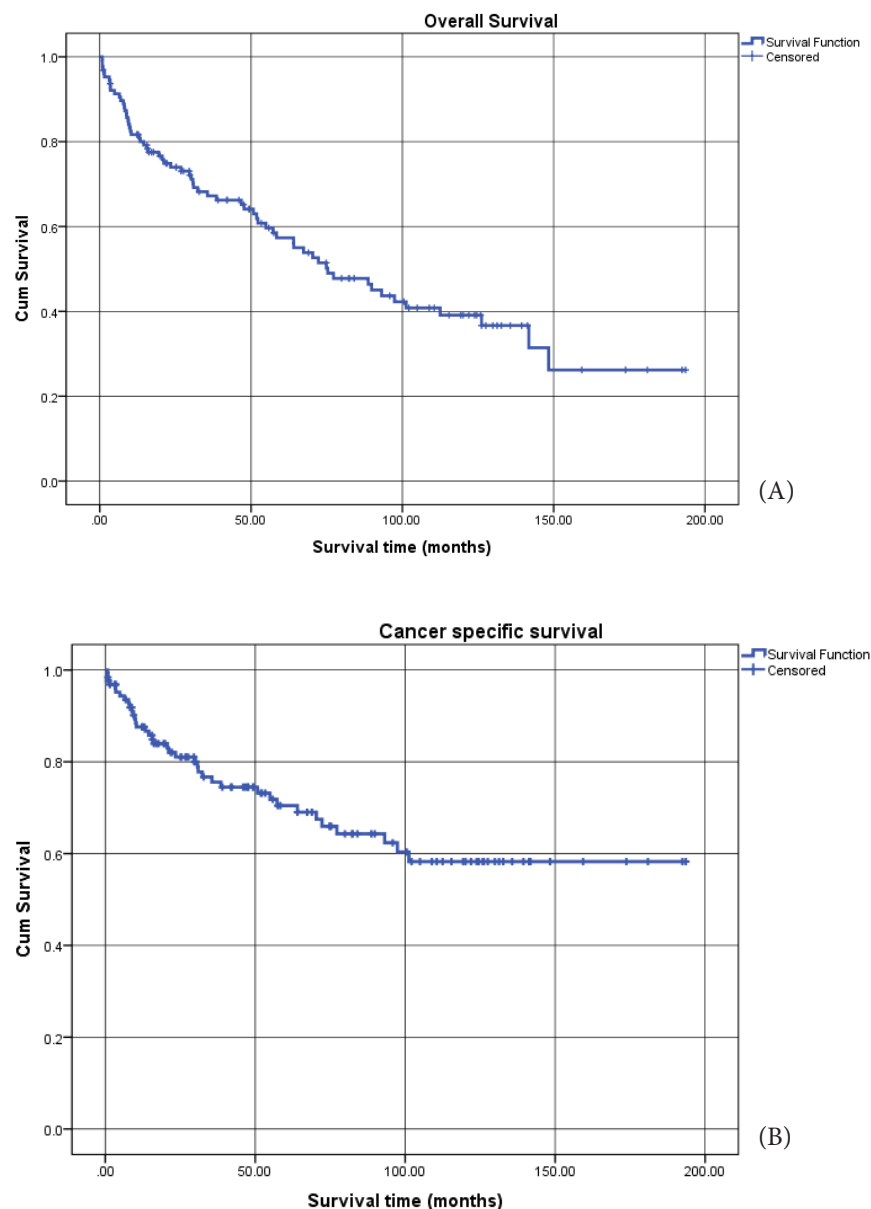 Overall Survival
Survival Function
Censored
1.0
0.8
0.6
0.4
0.2
0.0
Cum Survival
.00 50.00 100.00 150.00 200.00
Survival time (months)
(A)
Cancer specific survival
Survival Function
Censored
1.0
0.8
0.6
0.4
0.2
0.0
Cum Survival
.00 50.00 100.00 150.00 200.00
Survival time (months)
(B)